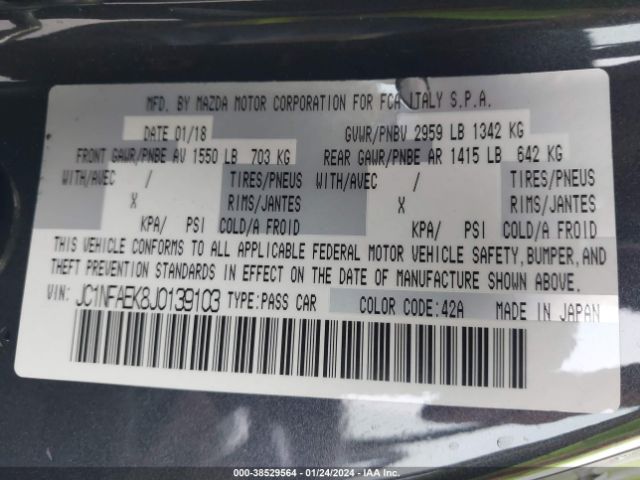 MFD. BY MAZDA MOTOR CORPORATION FOR FCA ITALY S.P.A.
DATE 01/18 GVWR/PNBV 2959 LB 1342 KG
FRONT GAWR/PNBE AV 1550 LB 703 KG REAR GAWR/PNBE AR 1415 LB 642 KG
WITH/AVEC / TIRES/PNEUS WITH/AVEC / TIRES/PNEUS
X RIMS/JANTES X RIMS/JANTES
KPA/ PSI COLD/A FROID KPA/ PSI COLD/A FROID
THIS VEHICLE CONFORMS TO ALL APPLICABLE FEDERAL MOTOR VEHICLE SAFETY,BUMPER,AND
THEFT PREVENTION STANDARDS IN EFFECT ON THE DATE OF MANUFACTURE SHOWN ABOVE.
VIN: JC1NFAEK8J0139103 TYPE:PASS CAR COLOR CODE:42A MADE IN JAPAN
000-38529564 - 01/24/2024 - IAA Inc.